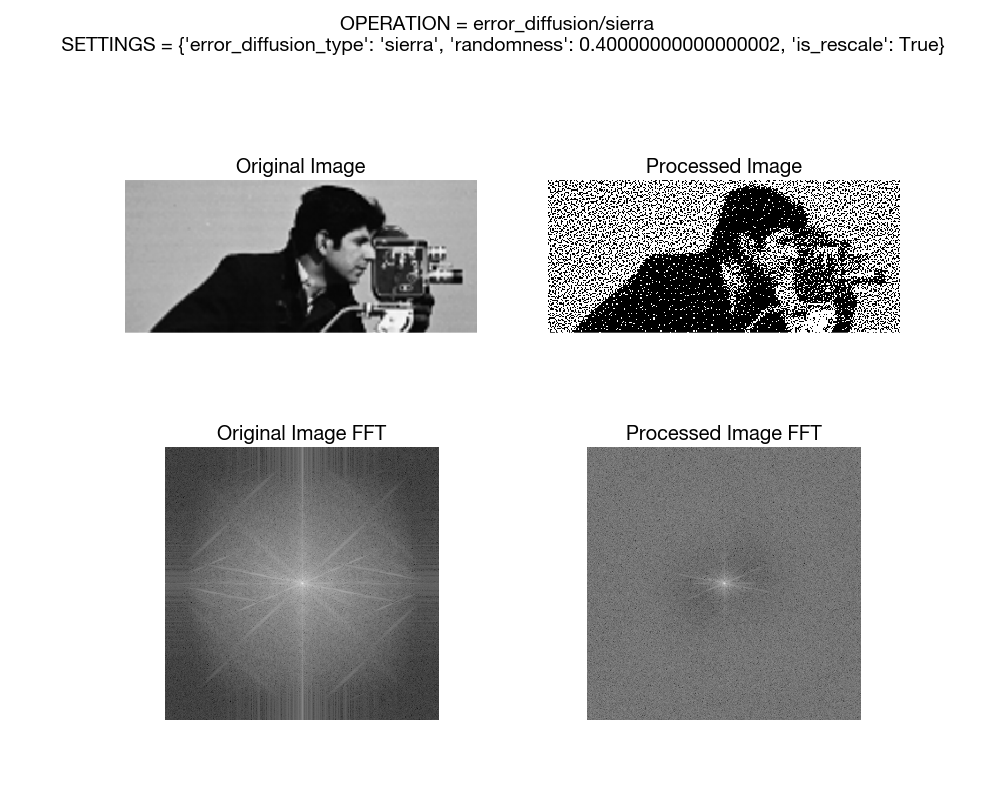 OPERATION = error_diffusion/sierra
SETTINGS = {'error_diffusion_type': 'sierra', 'randomness': 0.40000000000000002, 'is_rescale': True}
Original Image
Processed Image
Original Image FFT
Processed Image FFT